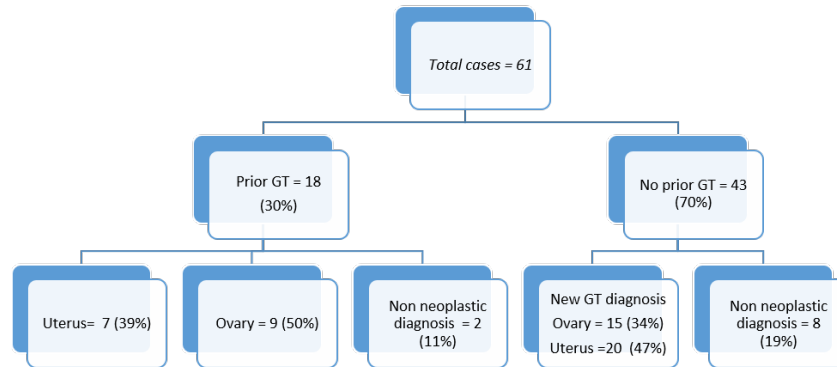 Total cases = 61
Prior GT = 18
(30%)
No prior GT = 43
(70%)
Uterus= 7 (39%)
Ovary = 9 (50%)
Non neoplastic
diagnosis = 2
(11%)
New GT diagnosis
Ovary = 15 (34%)
Uterus =20 (47%)
Non neoplastic
diagnosis = 8
(19%)